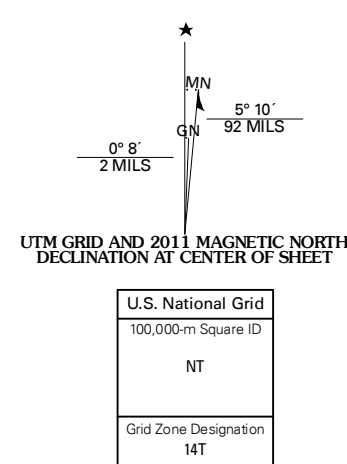 MN
GN
5° 10´
92 MILS
0° 8´
2 MILS
UTM GRID AND 2011 MAGNETIC NORTH
DECLINATION AT CENTER OF SHEET
U.S. National Grid
100,000-m Square ID
NT
Grid Zone Designation
14T